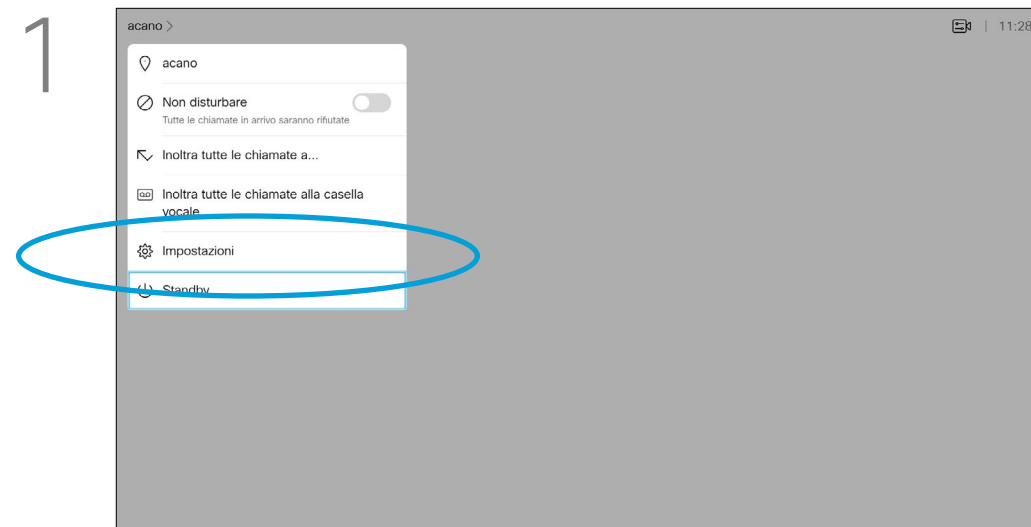 1
acano >
11:28
acano
Non disturbare
Tutte le chiamate in arrivo saranno rifiutate
Inoltra tutte le chiamate a...
Inoltra tutte le chiamate alla casella
vocale
Impostazioni
Standby